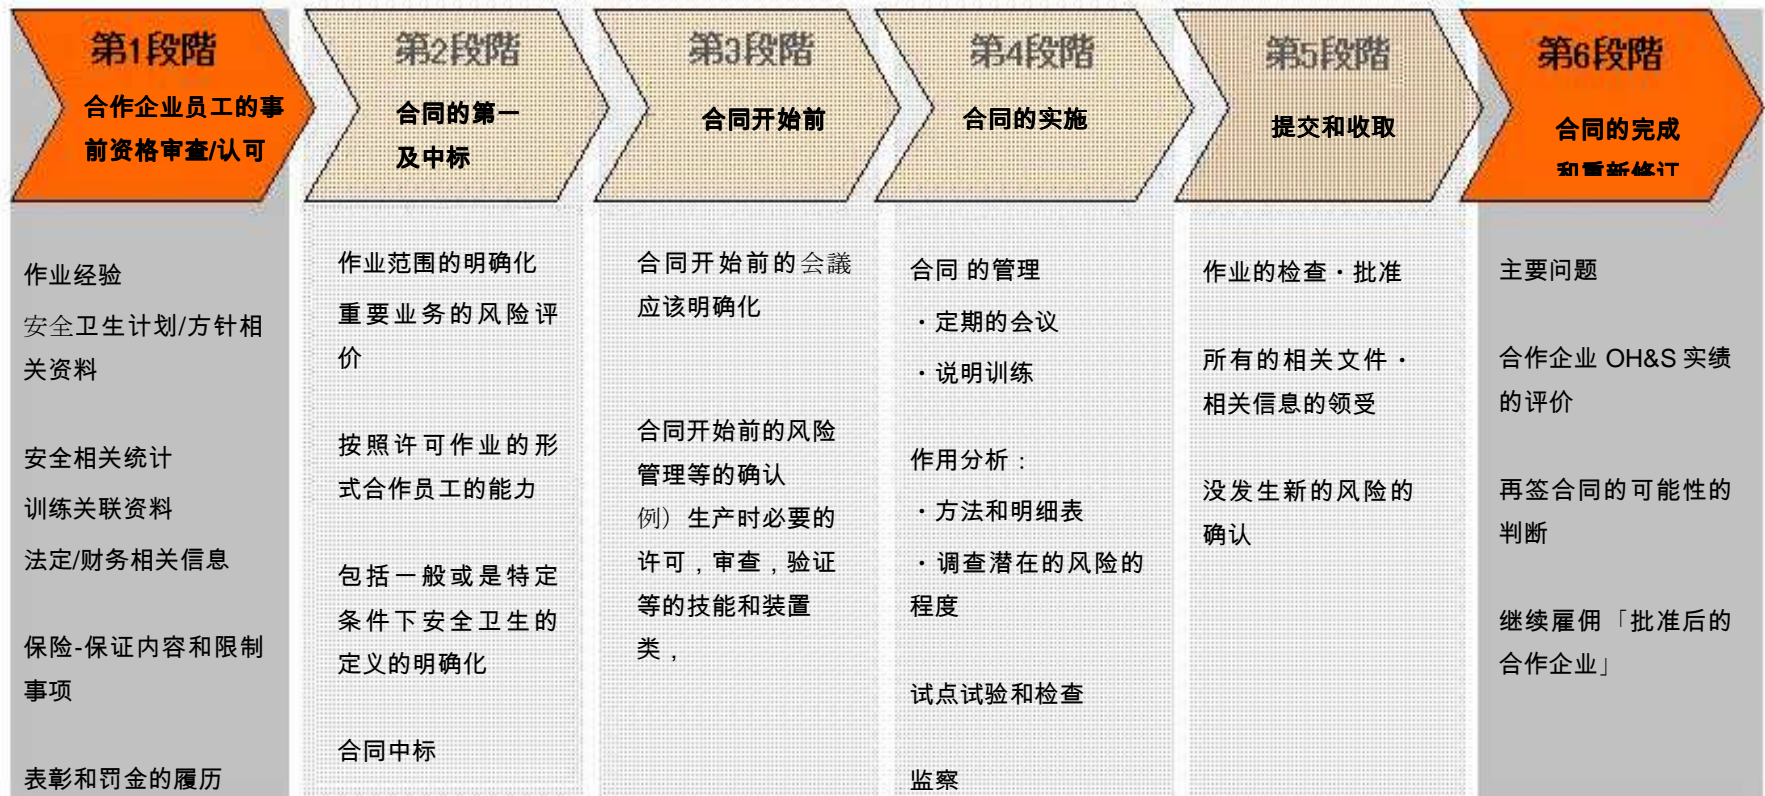 第1段階
合作企业员工的事
前资格审查/认可
作业经验
安全卫生计划/方针相
关资料
安全相关统计
训练关联资料
法定/财务相关信息
保险-保证内容和限制
事项
表彰和罚金的履历
第2段階
合同的第一
及中标
作业范围的明确化
重要业务的风险评
价
按照许可作业的形
式合作员工的能力
包括一般或是特定
条件下安全卫生的
定义的明确化
合同中标
第3段階
合同开始前
合同开始前的会議
应该明确化
合同开始前的风险
管理等的确认
例）生产时必要的
许可，审查，验证
等的技能和装置
类，
第4段階
合同的实施
合同 的管理
・定期的会议
・说明训练
作用分析：
・方法和明细表
・调查潜在的风险的
程度
试点试验和检查
监察
第5段階
提交和收取
作业的检查・批准
所有的相关文件・
相关信息的领受
没发生新的风险的
确认
第6段階
合同的完成
和重新修订
主要问题
合作企业 OH&S 实绩
的评价
再签合同的可能性的
判断
继续雇佣「批准后的
合作企业」